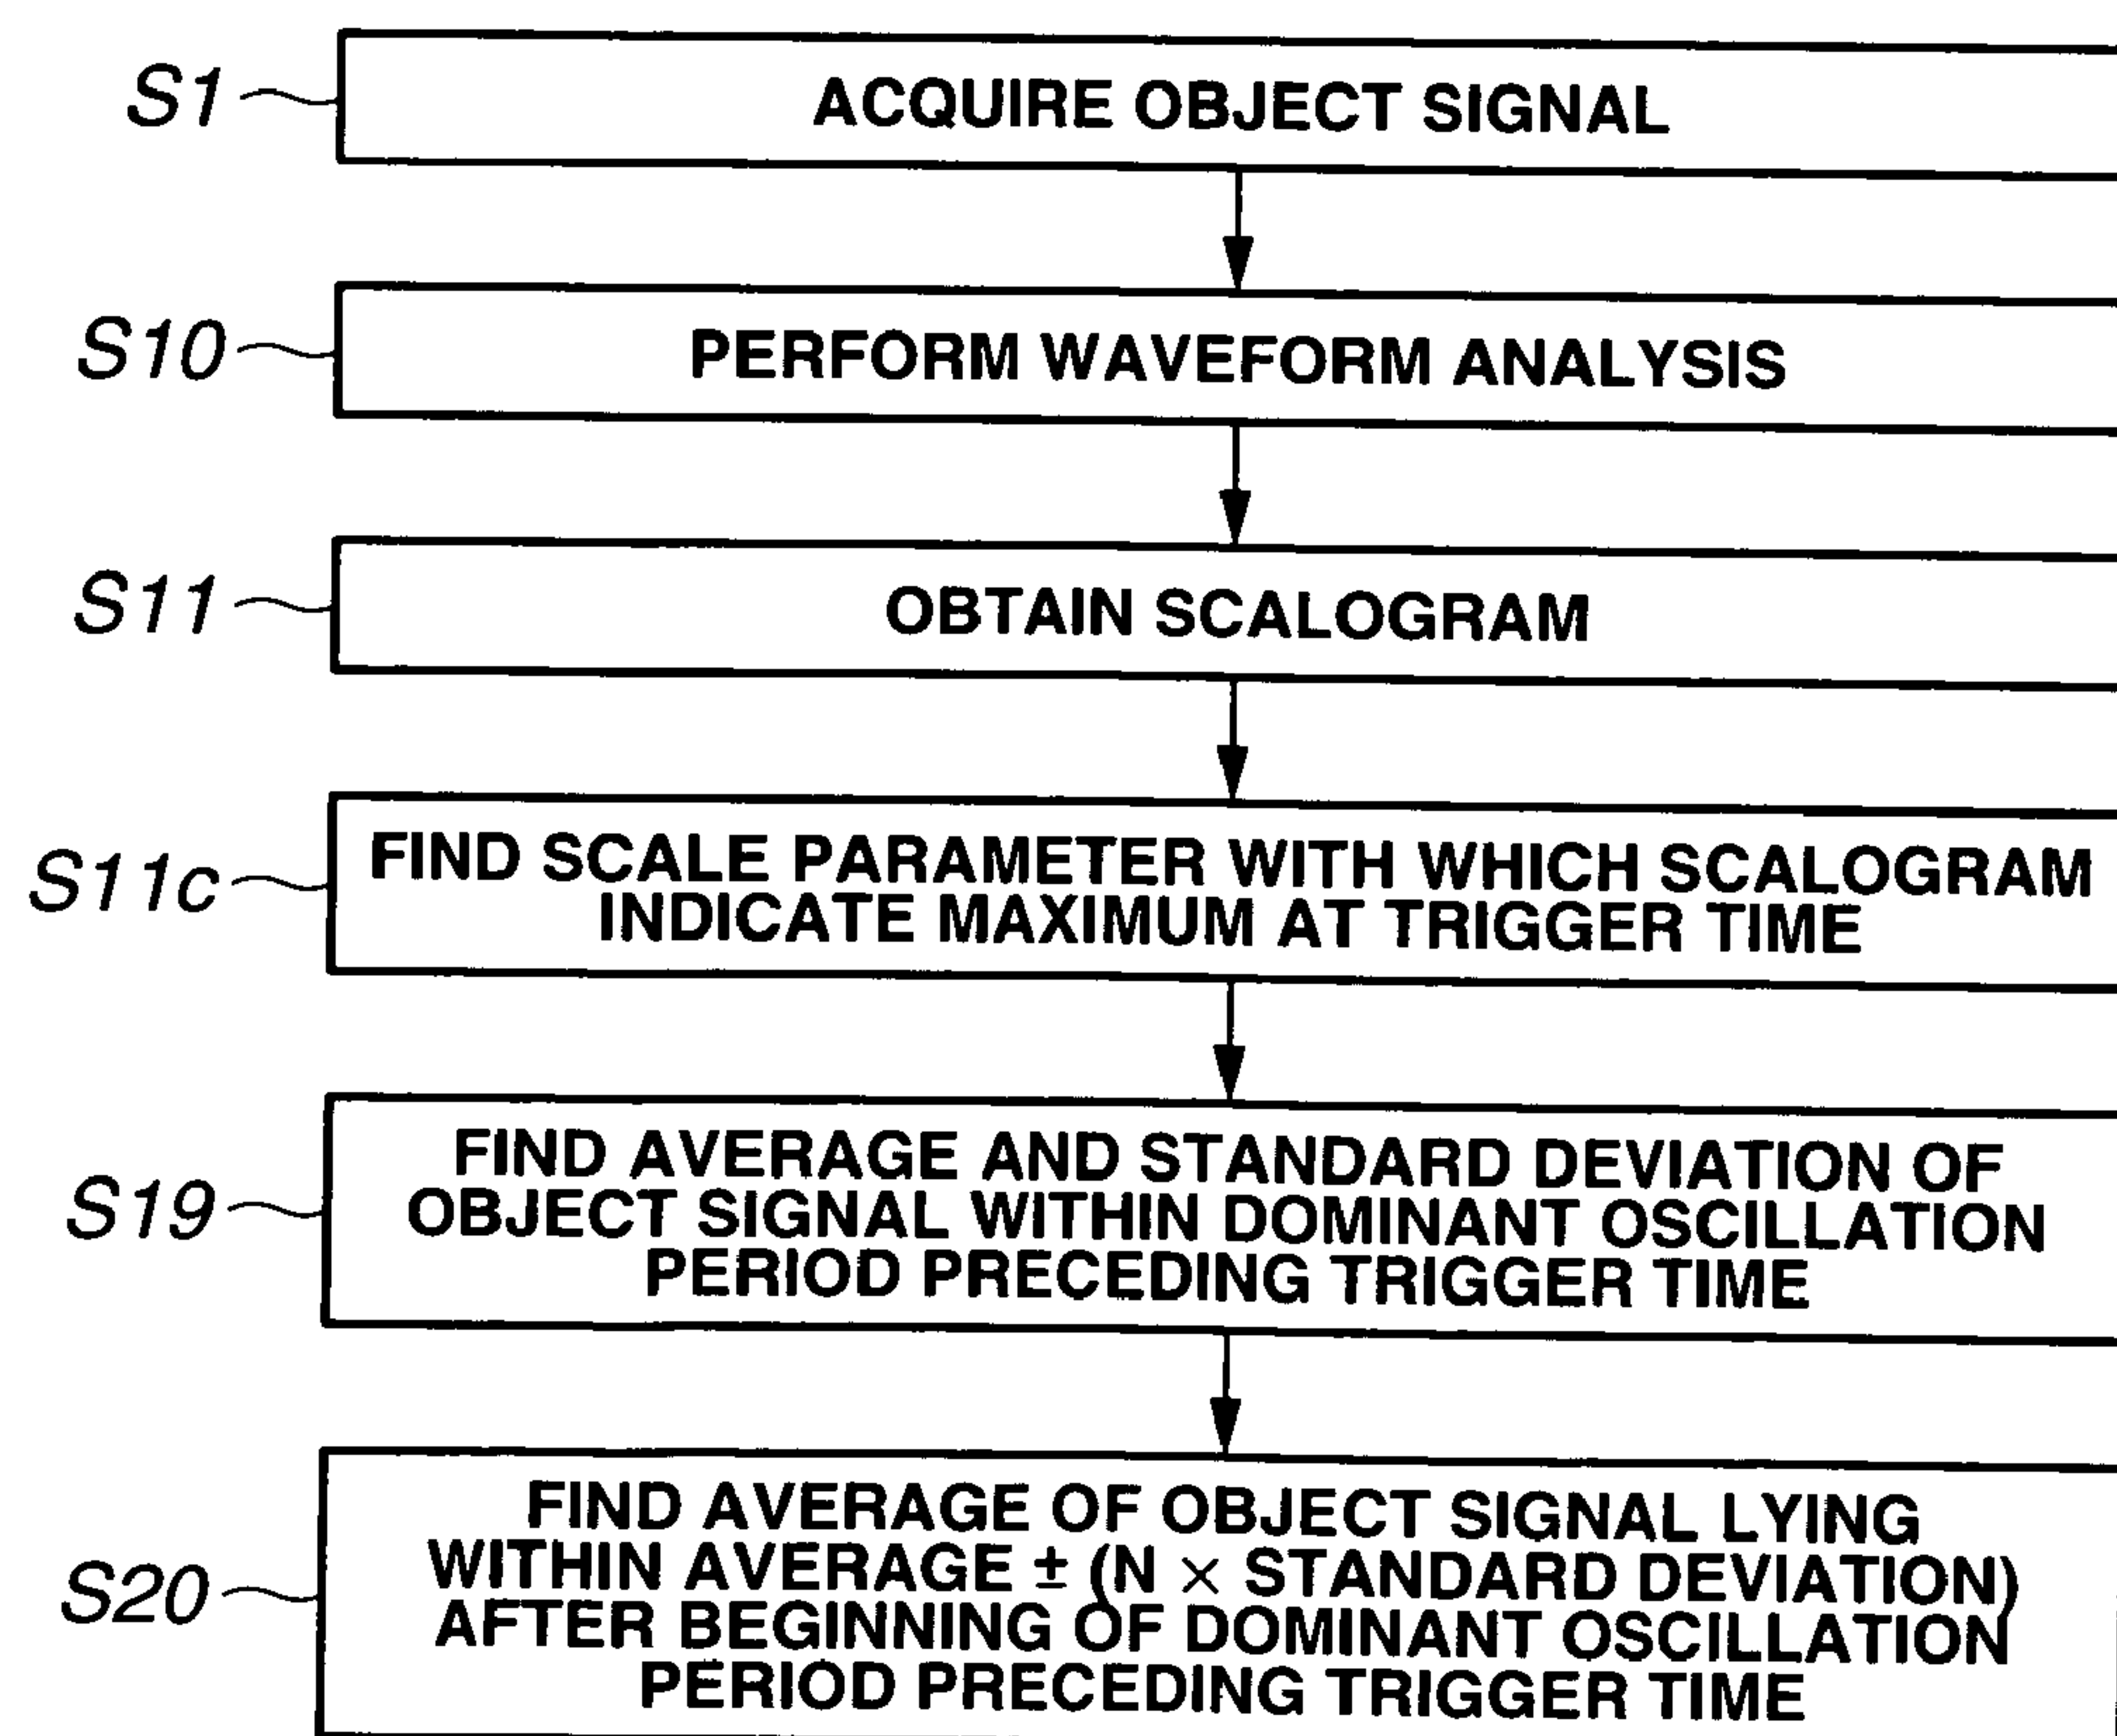 S1
ACQUIRE OBJECT SIGNAL
S10
PERFORM WAVEFORM ANALYSIS
S11
OBTAIN SCALOGRAM
S11c
FIND SCALE PARAMETER WITH WHICH SCALOGRAM
INDICATE MAXIMUM AT TRIGGER TIME
S19
FIND AVERAGE AND STANDARD DEVIATION OF
OBJECT SIGNAL WITHIN DOMINANT OSCILLATION
PERIOD PRECEDING TRIGGER TIME
S20
FIND AVERAGE OF OBJECT SIGNAL LYING
WITHIN AVERAGE ± (N × STANDARD DEVIATION)
AFTER BEGINNING OF DOMINANT OSCILLATION
PERIOD PRECEDING TRIGGER TIME